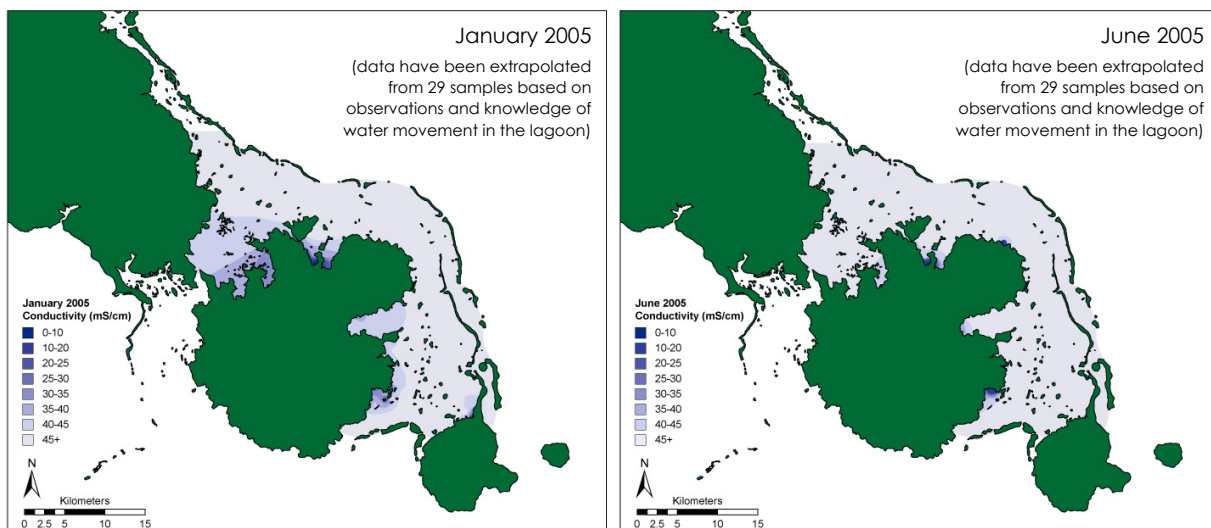 January 2005
(data have been extrapolated
from 29 samples based on
observations and knowledge of
water movement in the lagoon)
January 2005
Conductivity (mS/cm)
0-10
10-20
20-25
25-30
30-35
35-40
40-45
45+
N
Kilometers
0 2.5 5 10 15
June 2005
(data have been extrapolated
from 29 samples based on
observations and knowledge of
water movement in the lagoon)
June 2005
Conductivity (mS/cm)
0-10
10-20
20-25
25-30
30-35
35-40
40-45
45+
N
Kilometers
0 2.5 5 10 15